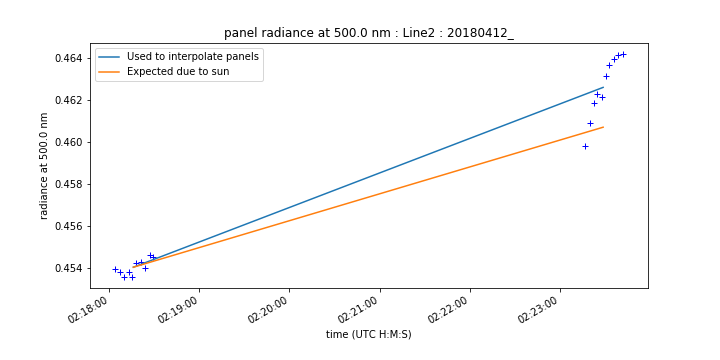 panel radiance at 500.0 nm : Line2 : 20180412_
Used to interpolate panels
Expected due to sun
radiance at 500.0 nm
0.464
0.462
0.460
0.458
0.456
0.454
02:18:00
02:19:00
02:20:00
02:21:00
02:22:00
02:23:00
time (UTC H:M:S)